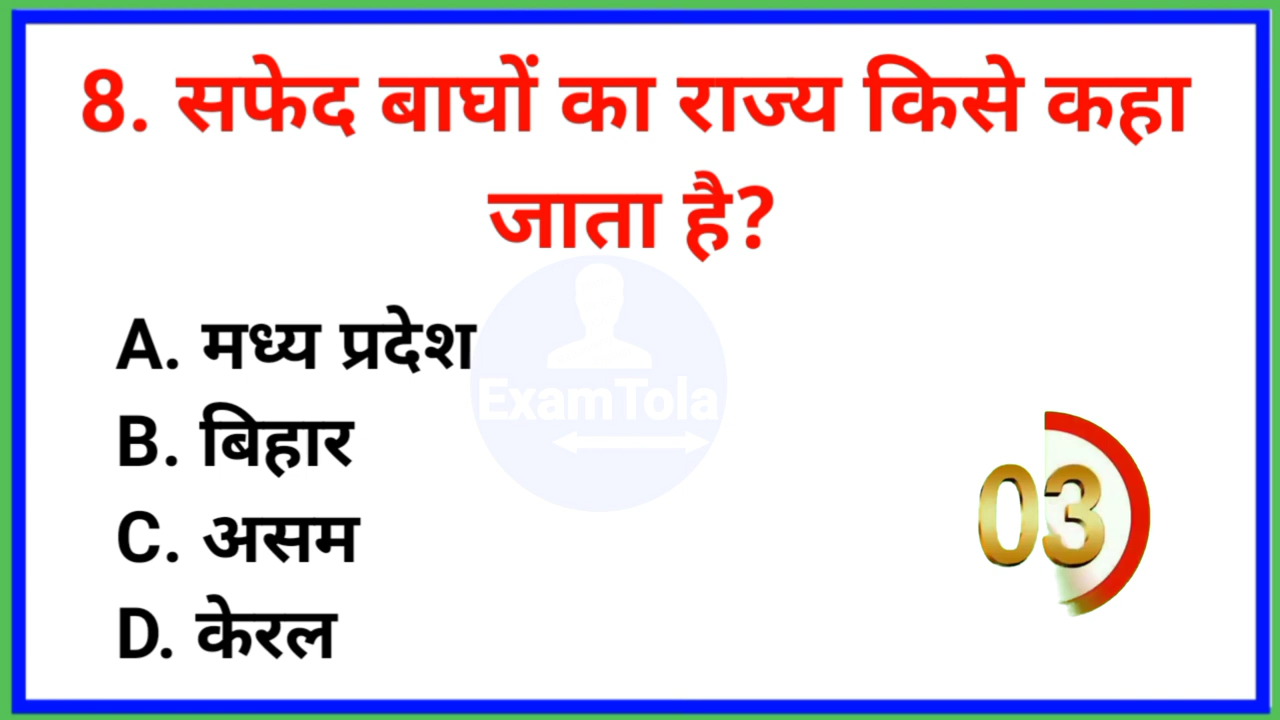 8. सफेद बाघों का राज्य किसे कहा
जाता है?
A. मध्य प्रदेश
B. बिहार
C. असम
D. केरल
ExamTola
03